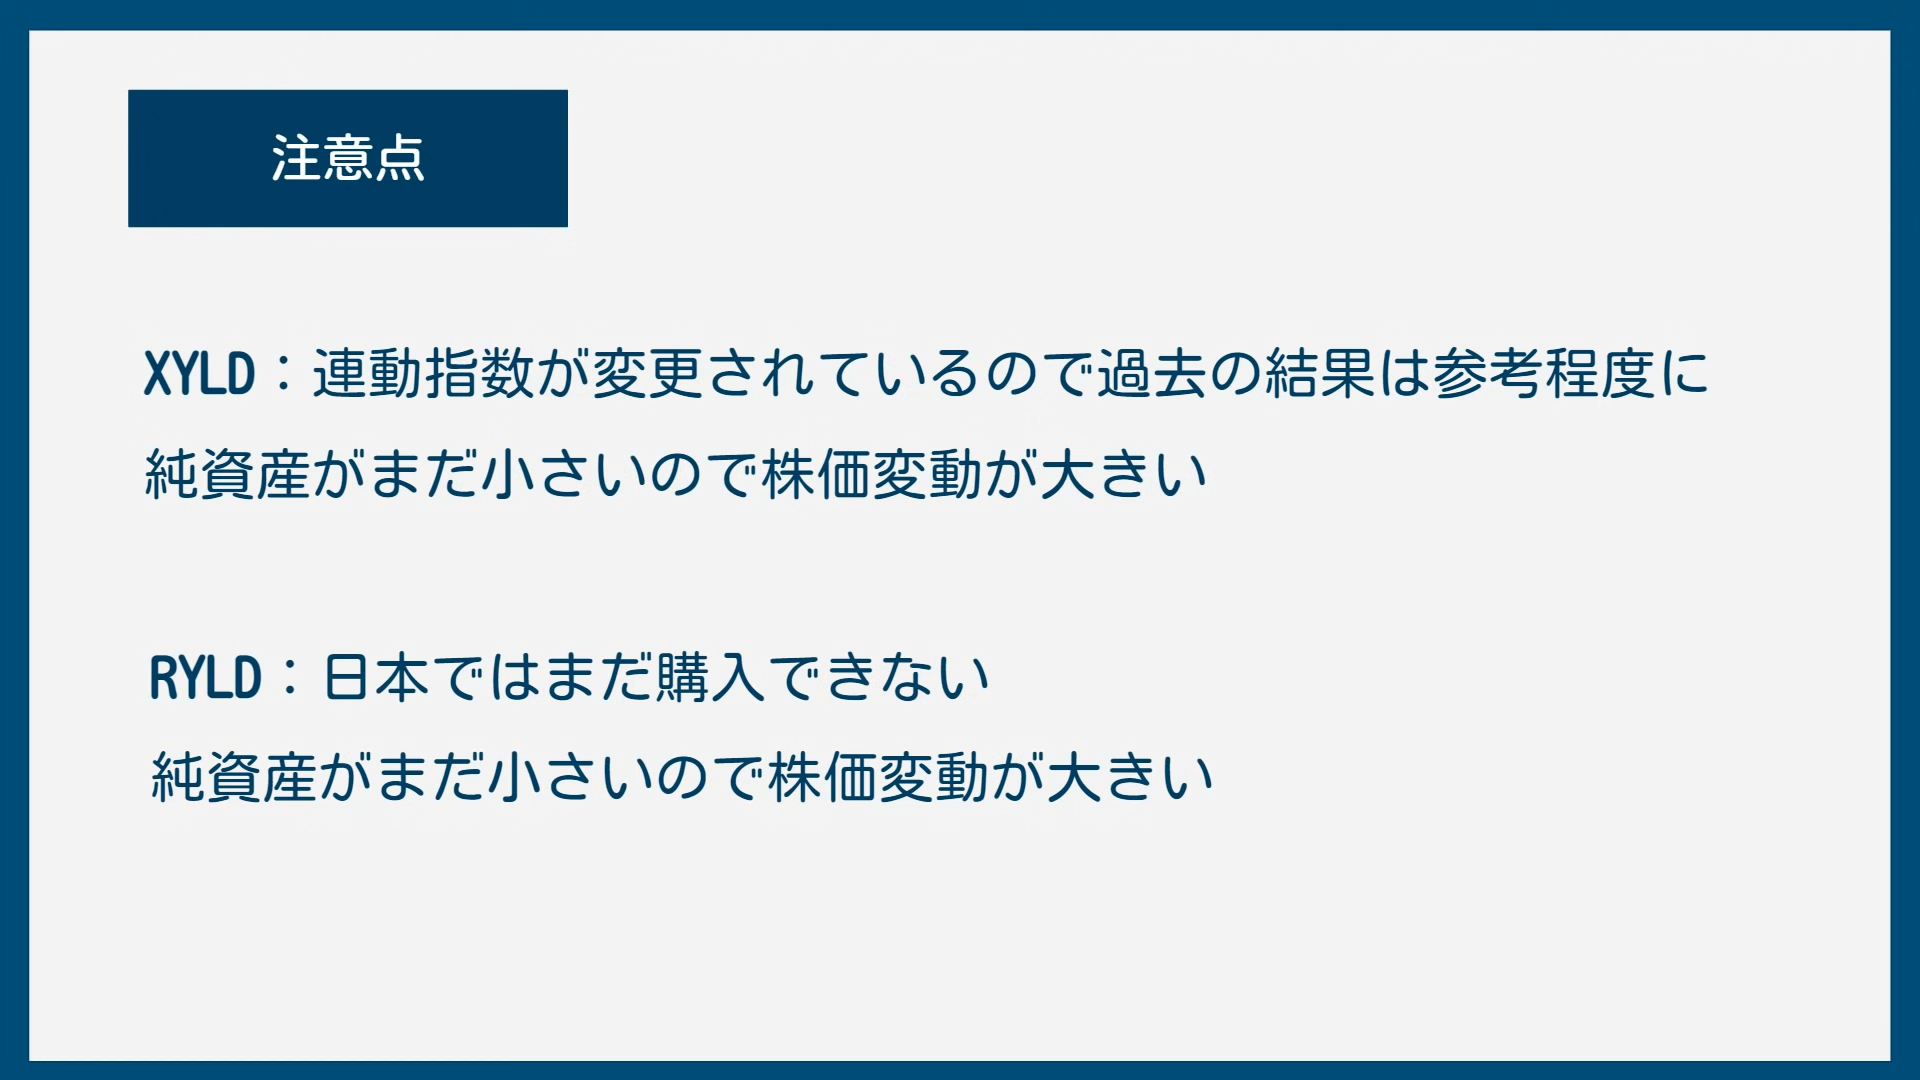 注意点
XYLD：連動指数が変更されているので過去の結果は参考程度に
純資産がまだ小さいので株価変動が大きい
RYLD：日本ではまだ購入できない
純資産がまだ小さいので株価変動が大きい